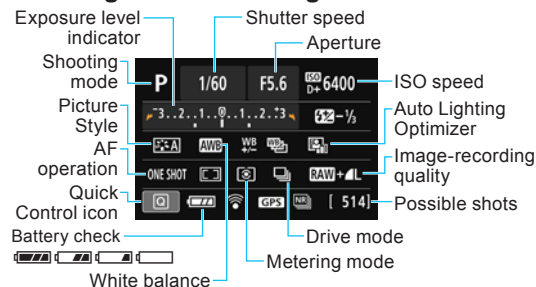 Exposure level indicator
Shutter speed
Aperture
Shooting mode
P 1/60 F5.6 ISO D+ 6400
ISO speed
-3..2..1..0..1..2..:3
-1/3
Picture Style
A AWB WB +/- WB
Auto Lighting Optimizer
AF operation
ONE SHOT RAW+L
Image-recording quality
Quick Control icon
Q GPS NR [ 514]
Possible shots
Battery check
Drive mode
Metering mode
White balance